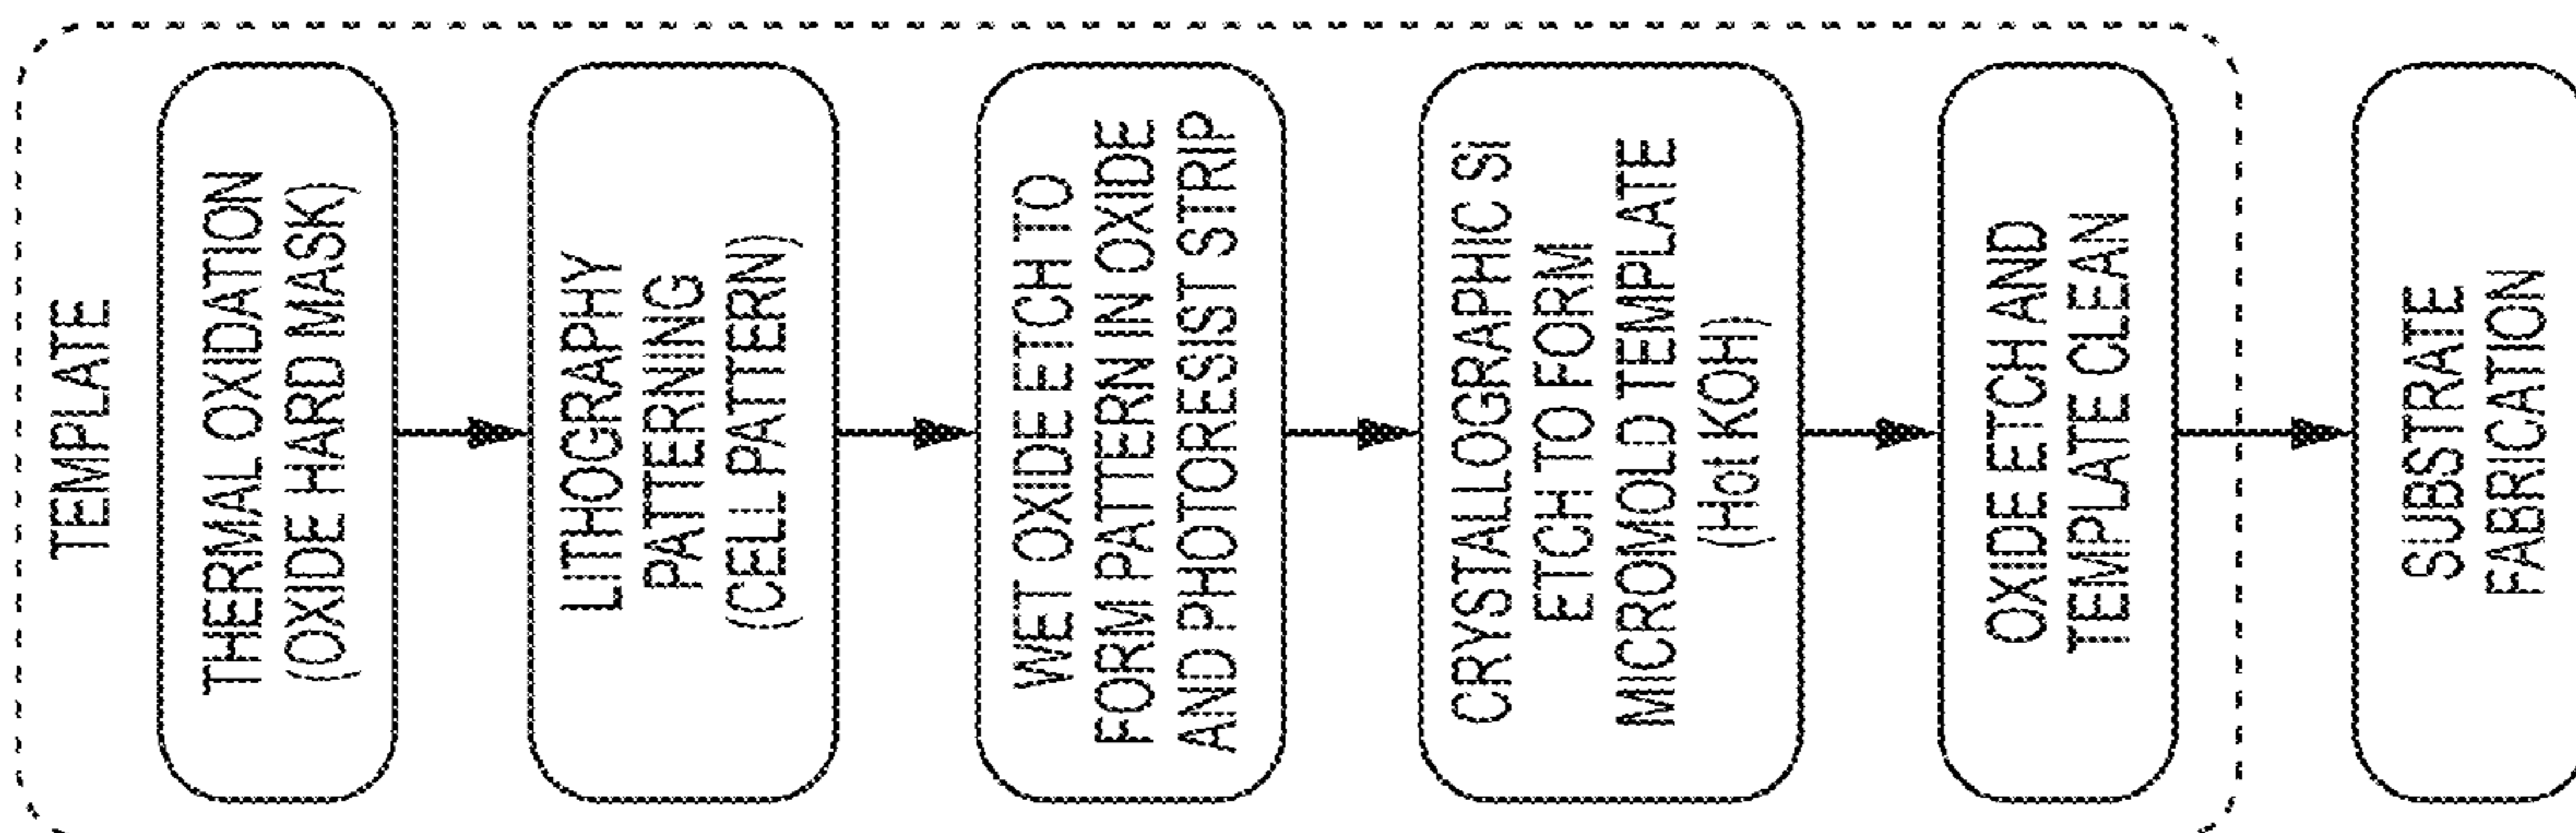 TEMPLATE
THERMAL OXIDATION
(OXIDE HARD MASK)
LITHOGRAPHY
PATTERNING
(CELL PATTERN)
WET OXIDE ETCH TO
FORM PATTERN IN OXIDE
AND PHOTORESIST STRIP
CRYSTALLOGRAPHIC Si
ETCH TO FORM
MICROMOLD TEMPLATE
(Hot KOH)
OXIDE ETCH AND
TEMPLATE CLEAN
SUBSTRATE
FABRICATION